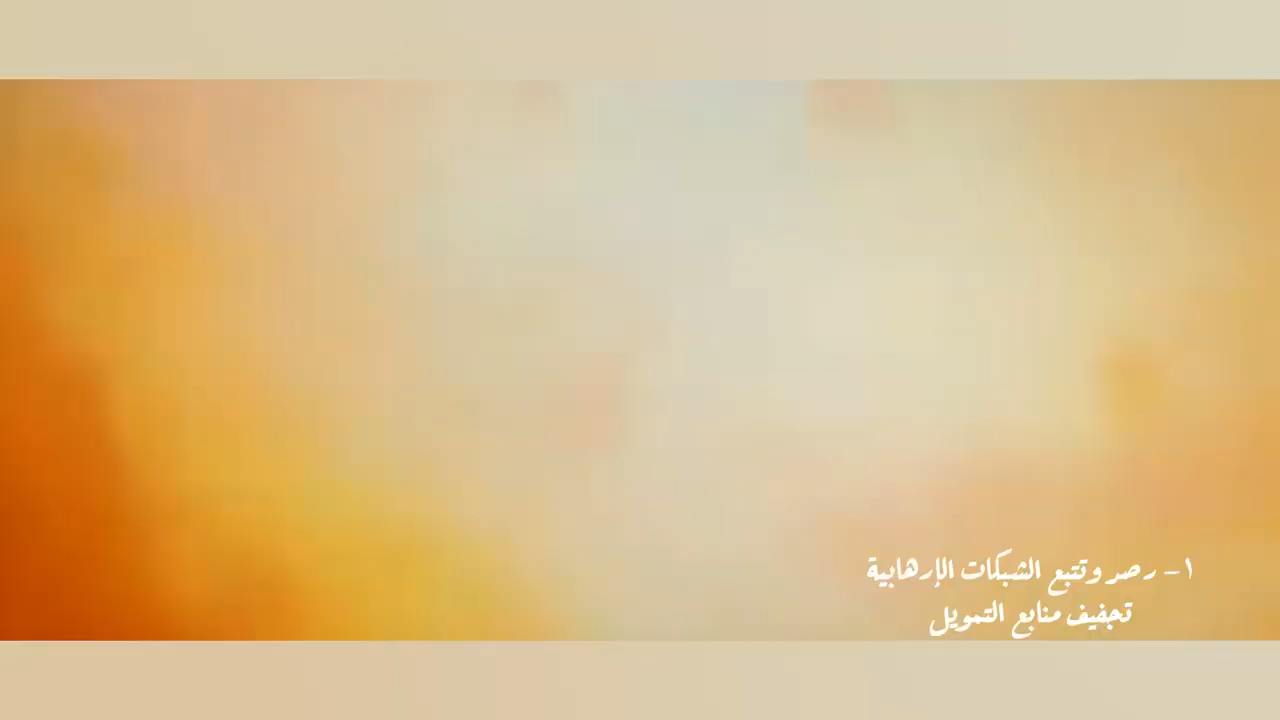 ١- رصد وتتبع الشبكات الإرهابية
تجفيف منابع التمويل